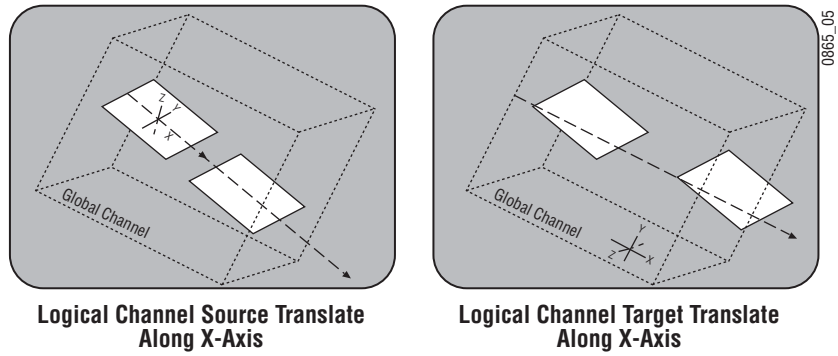 Z
Y
X
Global Channel
Logical Channel Source Translate
Along X-Axis
Y
Z
X
Global Channel
Logical Channel Target Translate
Along X-Axis
0865_05